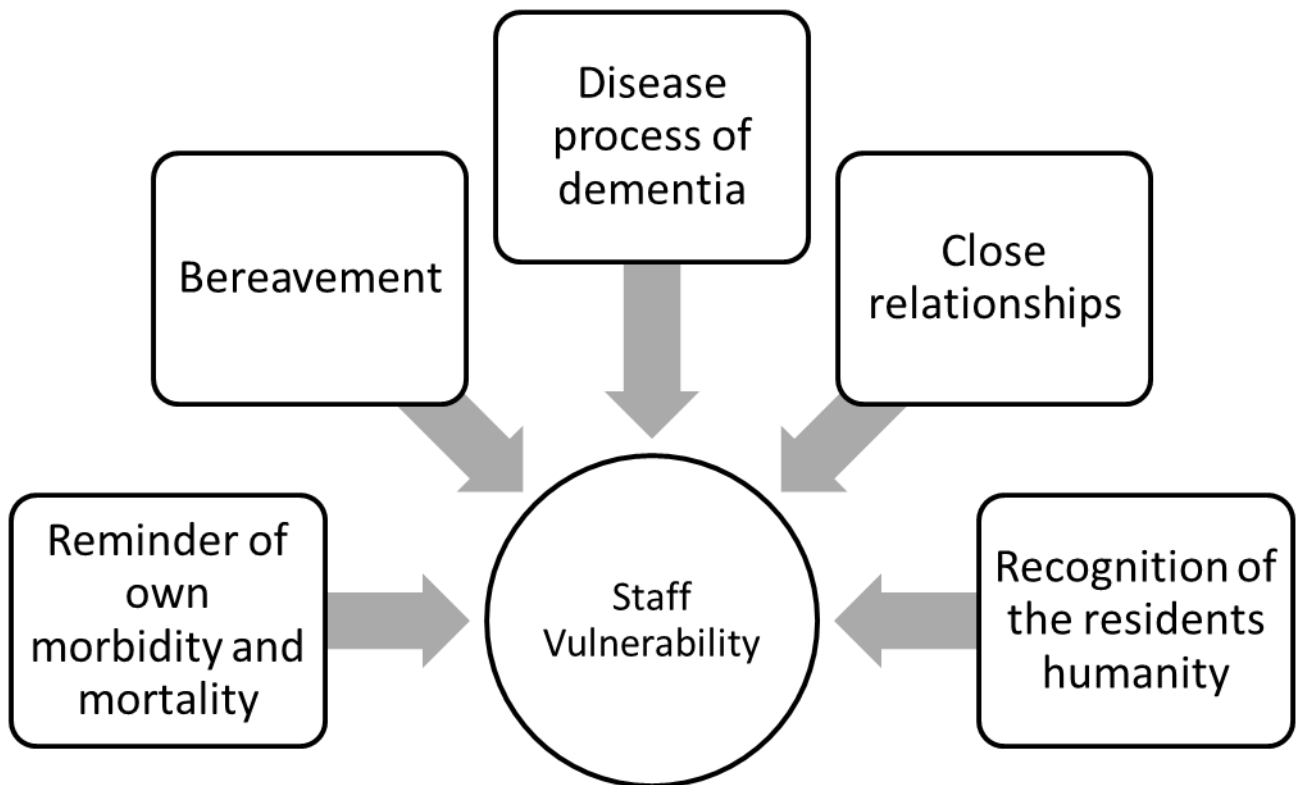 Disease
process of
dementia
Bereavement
Close
relationships
Reminder of
own
morbidity and
mortality
Staff
Vulnerability
Recognition of
the residents
humanity